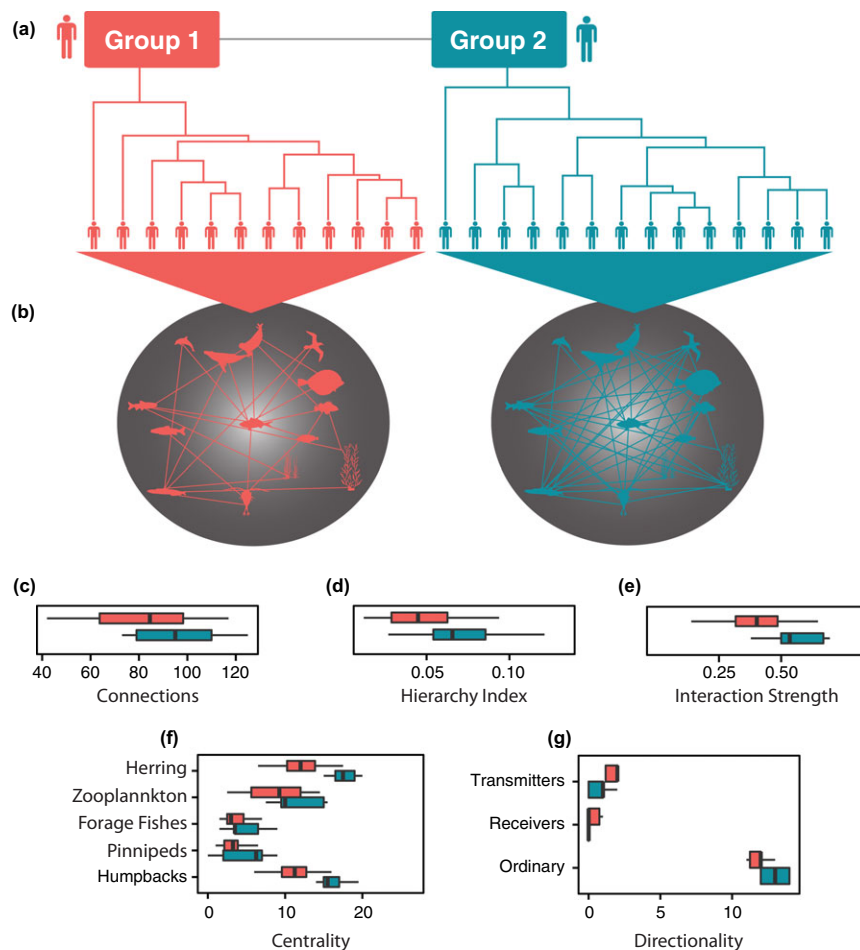 (a)
Group 1
Group 2
(b)
(c)
40 60 80 100 120
Connections
(d)
0.05 0.10
Hierarchy Index
(e)
0.25 0.50
Interaction Strength
(f)
Herring
Zooplannkton
Forage Fishes
Pinnipeds
Humpbacks
0 10 20
Centrality
(g)
Transmitters
Receivers
Ordinary
0 5 10
Directionality